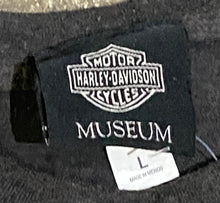 MOTOR
HARLEY-DAVIDSON
CYCLES
MUSEUM
L
MADE IN MEXICO